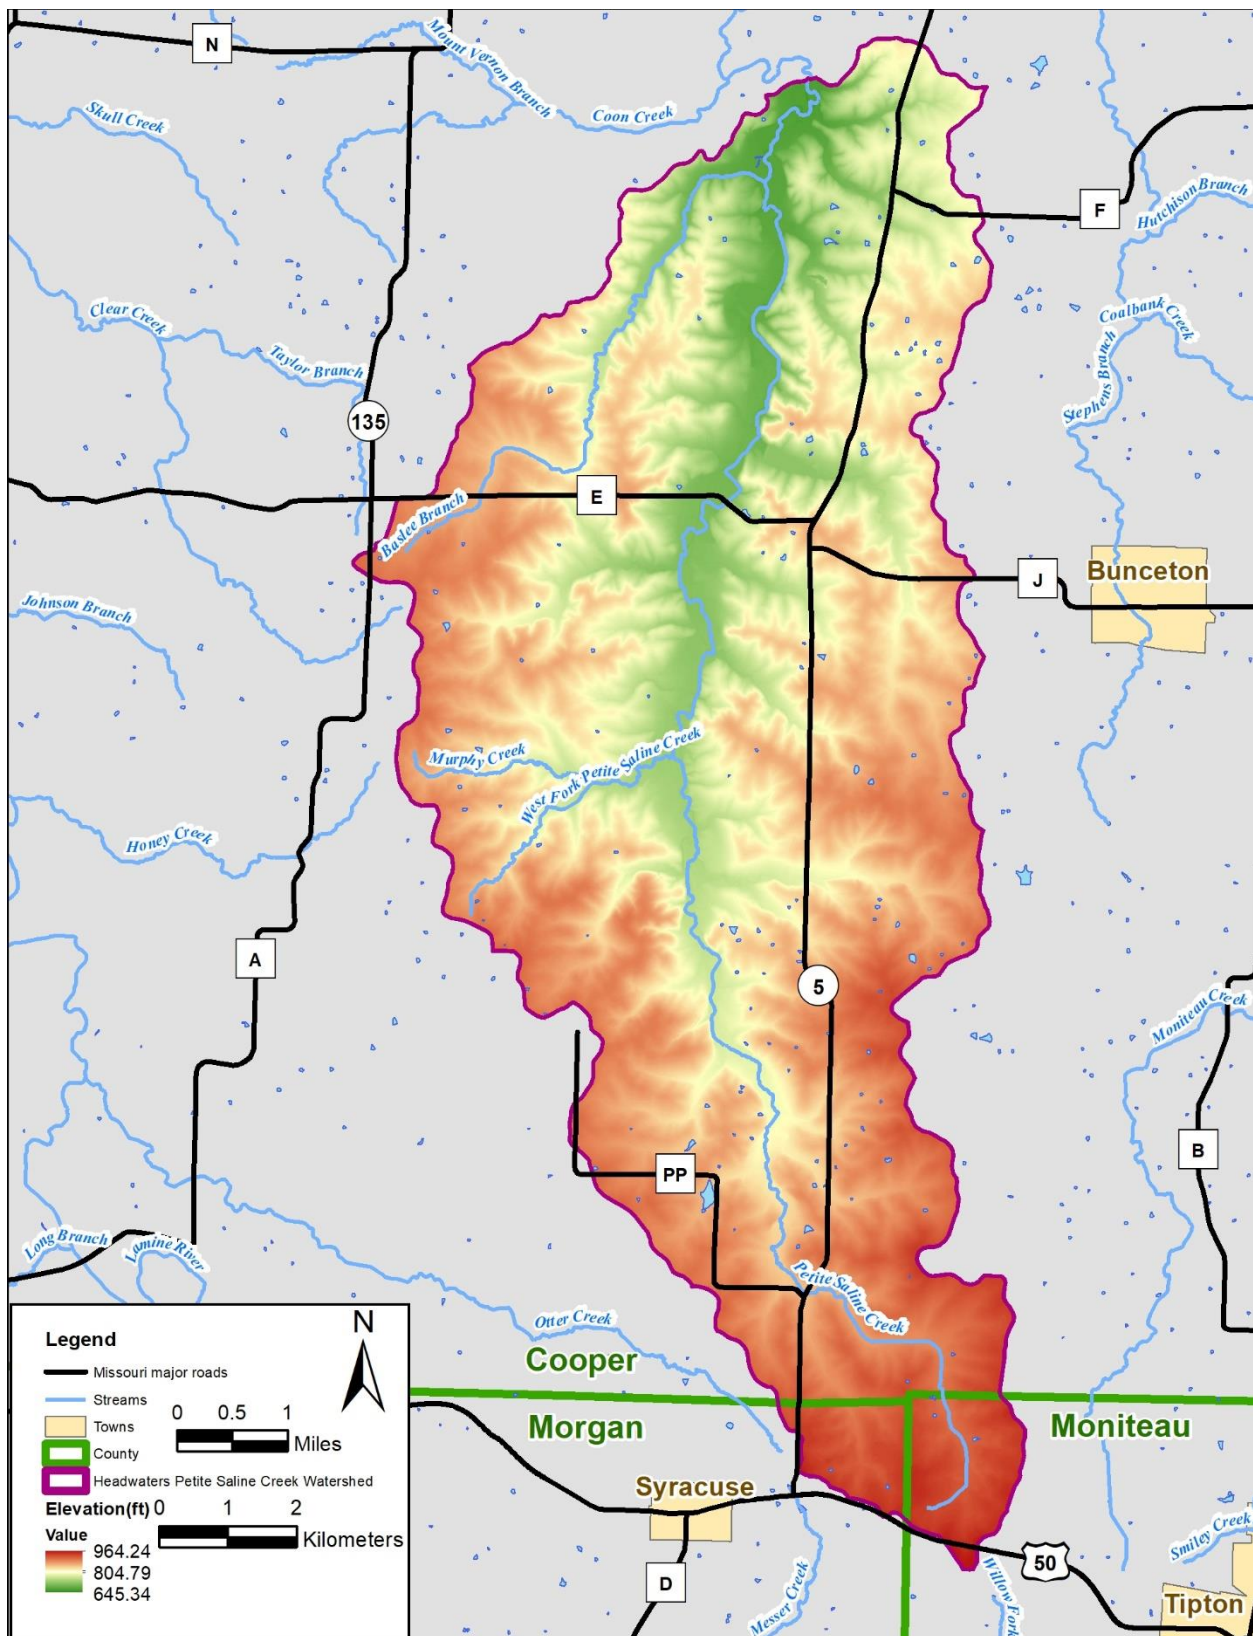 N
Mount Vernon Branch
Skull Creek
Coon Creek
F
Hutchison Branch
Clear Creek
Taylor Branch
Coalbank Creek
Stephens Branch
135
E
Baslee Branch
J
Bunceton
Johnson Branch
Murphy Creek
West Fork Petite Saline Creek
Honey Creek
A
5
Moniteau Creek
B
PP
Long Branch
Lamine River
Petite Saline Creek
Otter Creek
Cooper
Morgan
Moniteau
Syracuse
D
Messer Creek
50
Willow Fork
Smiley Creek
Tipton
Legend
N
Missouri major roads
Streams
Towns
County
Headwaters Petite Saline Creek Watershed
0 0.5 1
Miles
Elevation(ft)
0 1 2
Kilometers
Value
964.24
804.79
645.34